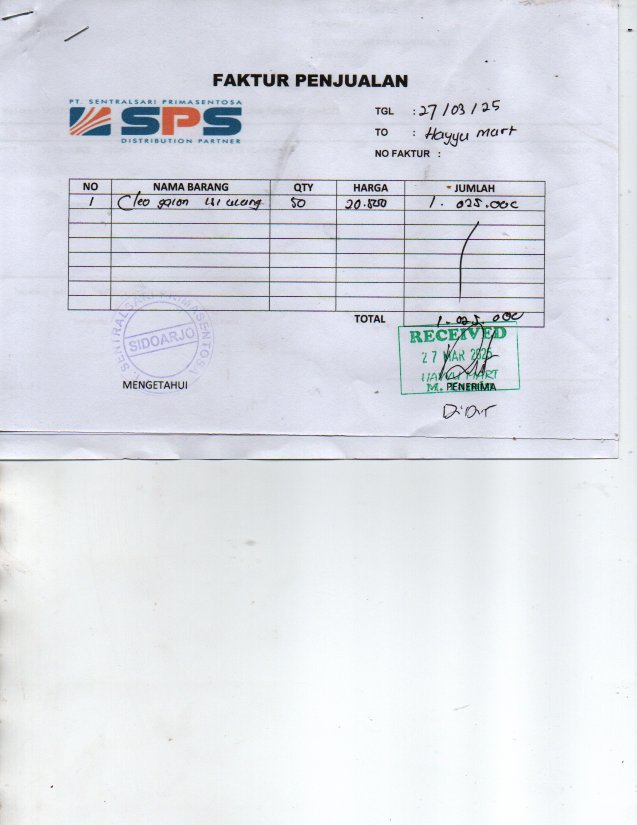 FAKTUR PENJUALAN
PT. SENTRALSARI PRIMASENTOSA
SPS
DISTRIBUTION PARTNER
TGL : 27/03/25
TO : Hayyu Mart
NO FAKTUR :
NO NAMA BARANG QTY HARGA JUMLAH
1 Cleo galon isi ulang 50 20.500 1.025.000
TOTAL 1.025.000
SENTRALSARI PRIMASENTOSA
SIDOARJO
RECEIVED
27 MAR 2025
HAYYU MART
MENGETAHUI
PENERIMA